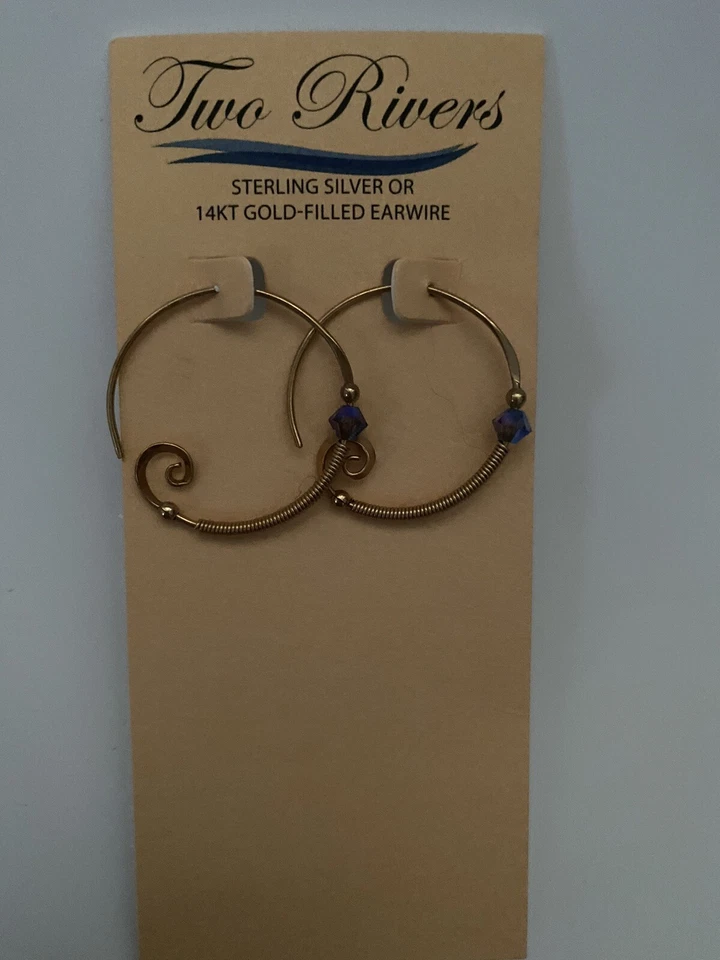 Two Rivers
STERLING SILVER OR
14KT GOLD-FILLED EARWIRE